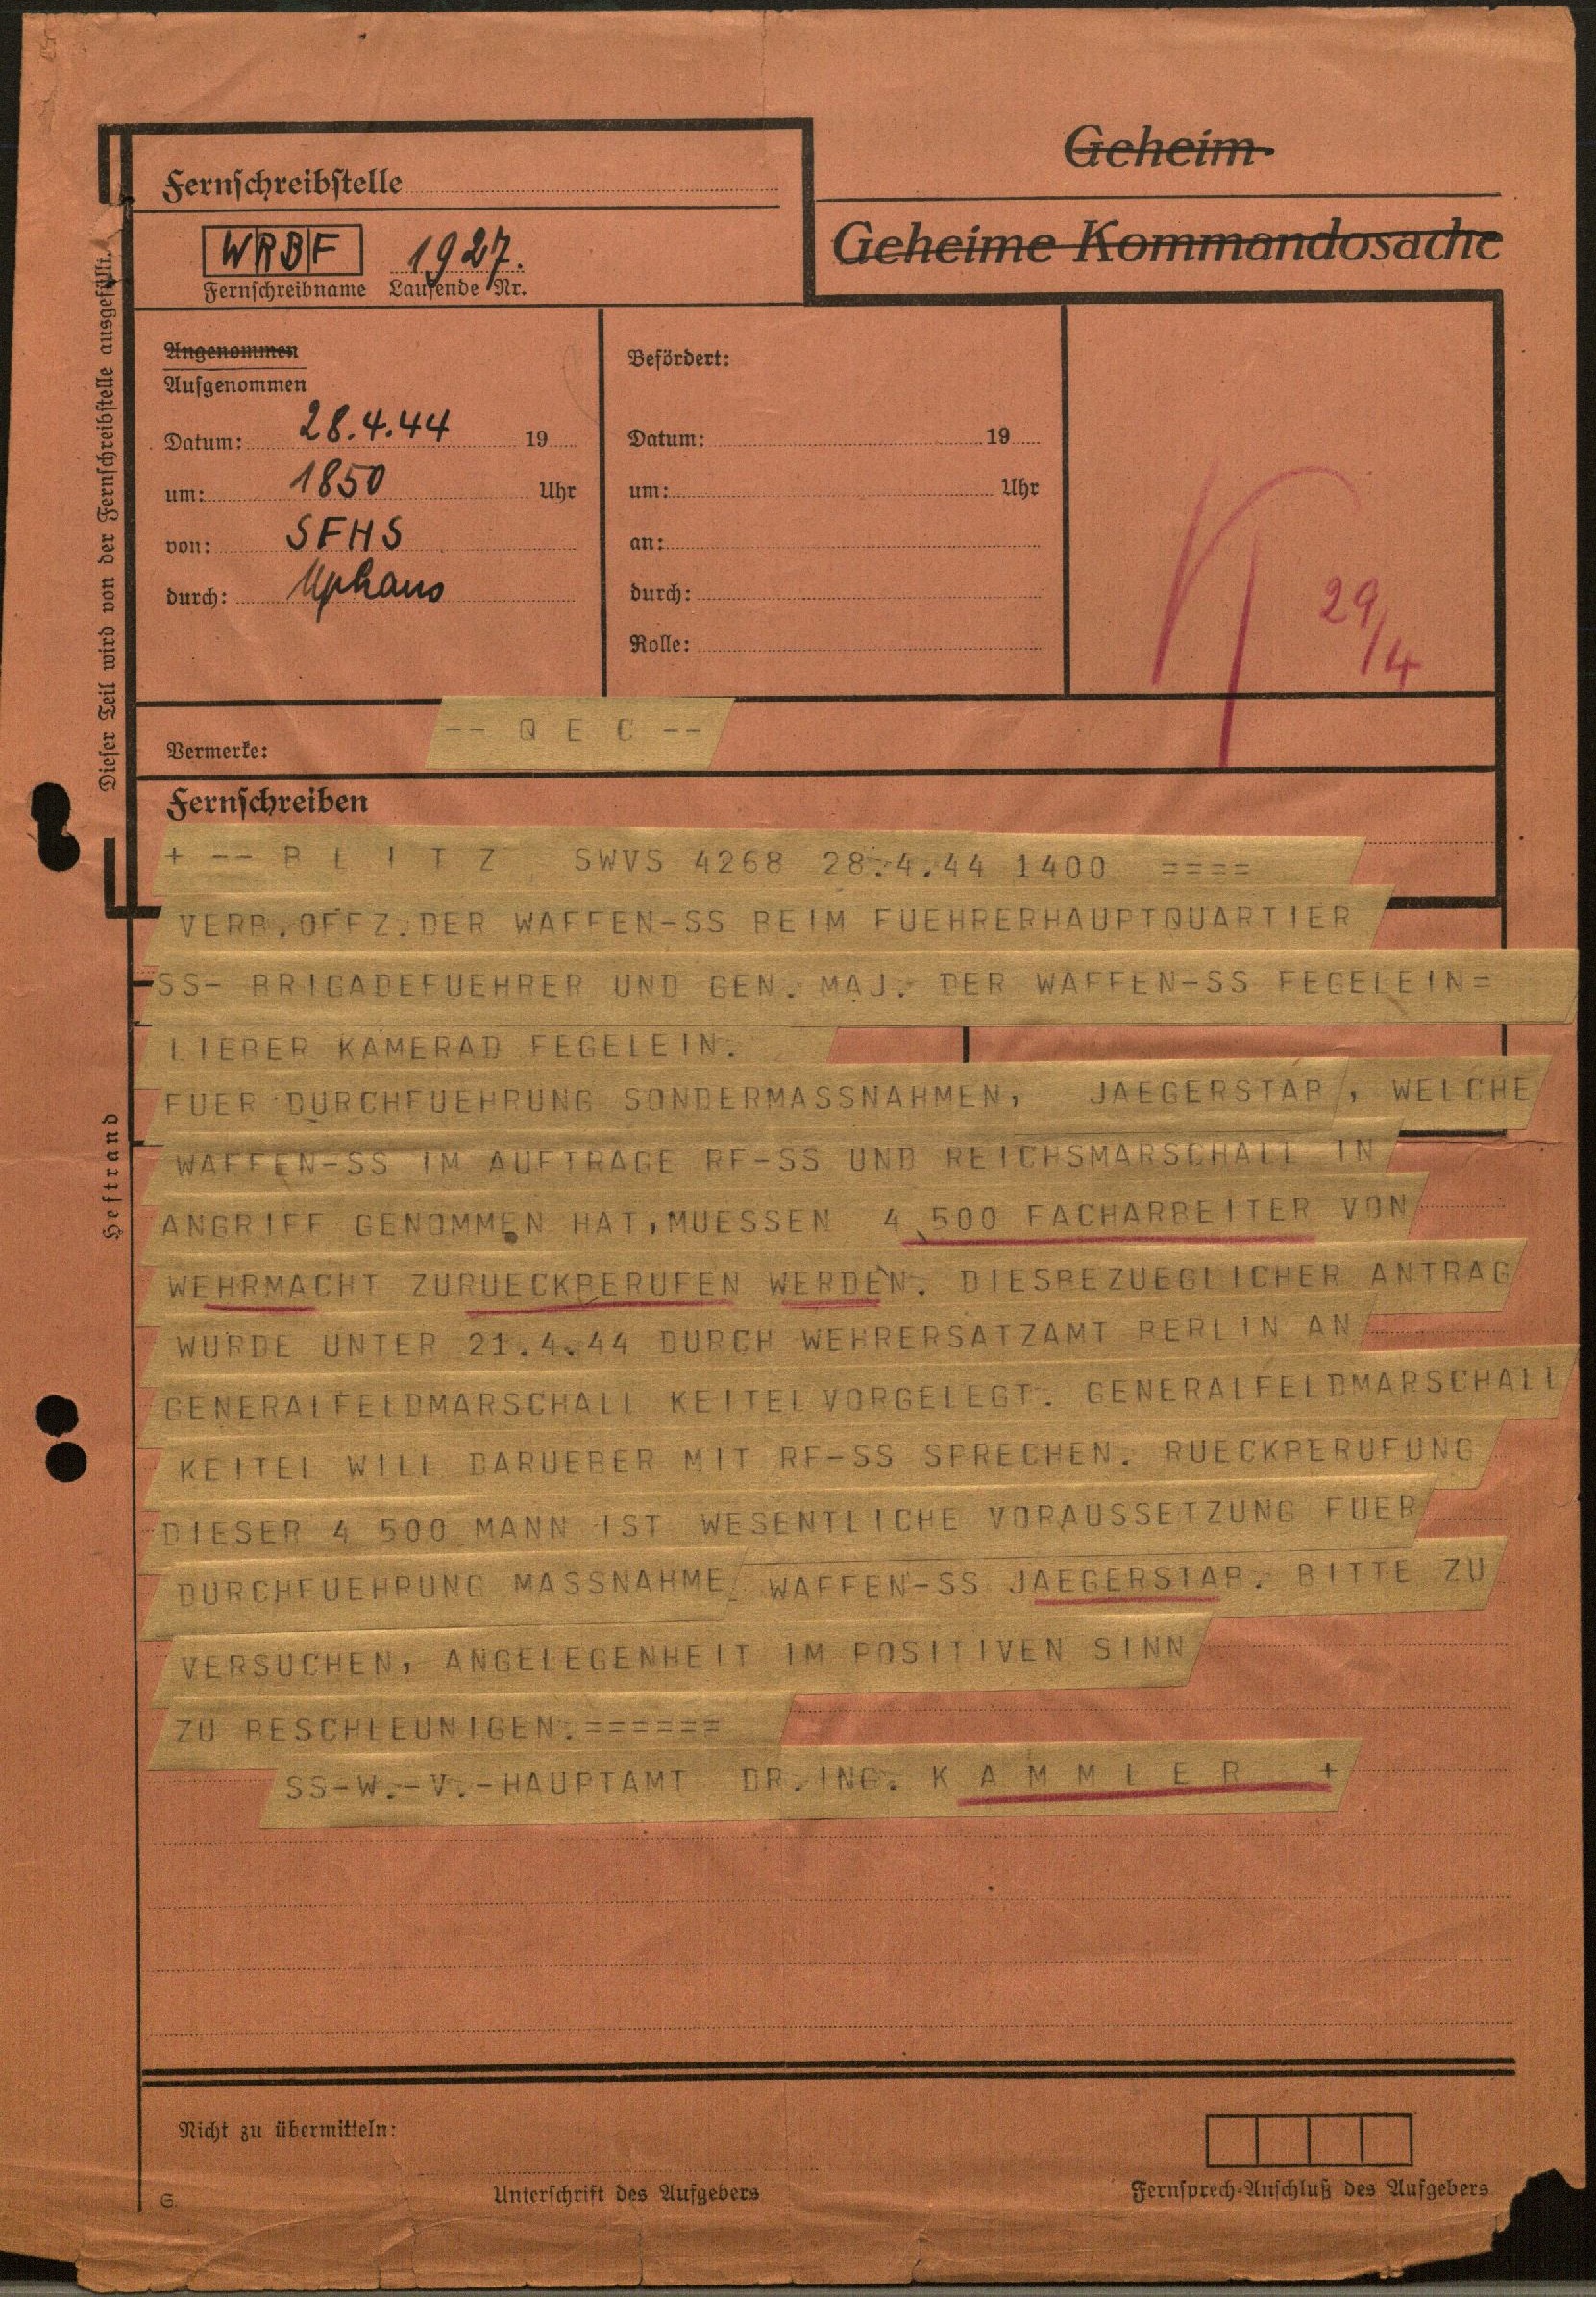 Geheim
Fernschreibstelle
Geheime Kommandosache
WRBF 1927.
Fernschreibname Laufende Nr.
Angenommen
Aufgenommen
Datum: 28.4.44 19
um: 1850 Uhr
von: SFHS
durch:
Befördert:
Datum: 19
um: Uhr
an:
durch:
Rolle:
29/4
Dieser Teil wird von der Fernschreibstelle ausgefüllt.
Vermerke: -- Q E C --
Fernschreiben
+ -- B L I T Z SWVS 4268 28.4.44 1400 ====
VERB.OFFZ.DER WAFFEN-SS BEIM FUEHRERHAUPTQUARTIER
SS- BRIGADEFUEHRER UND GEN. MAJ. DER WAFFEN-SS FEGELEIN=
LIEBER KAMERAD FEGELEIN.
FUER DURCHFUEHRUNG SONDERMASSNAHMEN, JAEGERSTAB, WELCHE
WAFFEN-SS IM AUFTRAGE RF-SS UND REICHSMARSCHALL IN
ANGRIFF GENOMMEN HAT,MUESSEN 4 500 FACHARBEITER VON
WEHRMACHT ZURUECKBERUFEN WERDEN. DIESBEZUEGLICHER ANTRAG
WURDE UNTER 21.4.44 DURCH WEHRERSATZAMT BERLIN AN
GENERALFELDMARSCHALL KEITEL VORGELEGT. GENERALFELDMARSCHALL
KEITEL WILL DARUEBER MIT RF-SS SPRECHEN. RUECKBERUFUNG
DIESER 4 500 MANN IST WESENTLICHE VORAUSSETZUNG FUER
DURCHFUEHRUNG MASSNAHME WAFFEN-SS JAEGERSTAB. BITTE ZU
VERSUCHEN, ANGELEGENHEIT IM POSITIVEN SINN
ZU BESCHLEUNIGEN.======
SS-W.-V.-HAUPTAMT DR.ING. K A M M L E R +
Heftrand
Nicht zu übermitteln:
Unterschrift des Aufgebers
Fernsprech-Anschluß des Aufgebers
G.